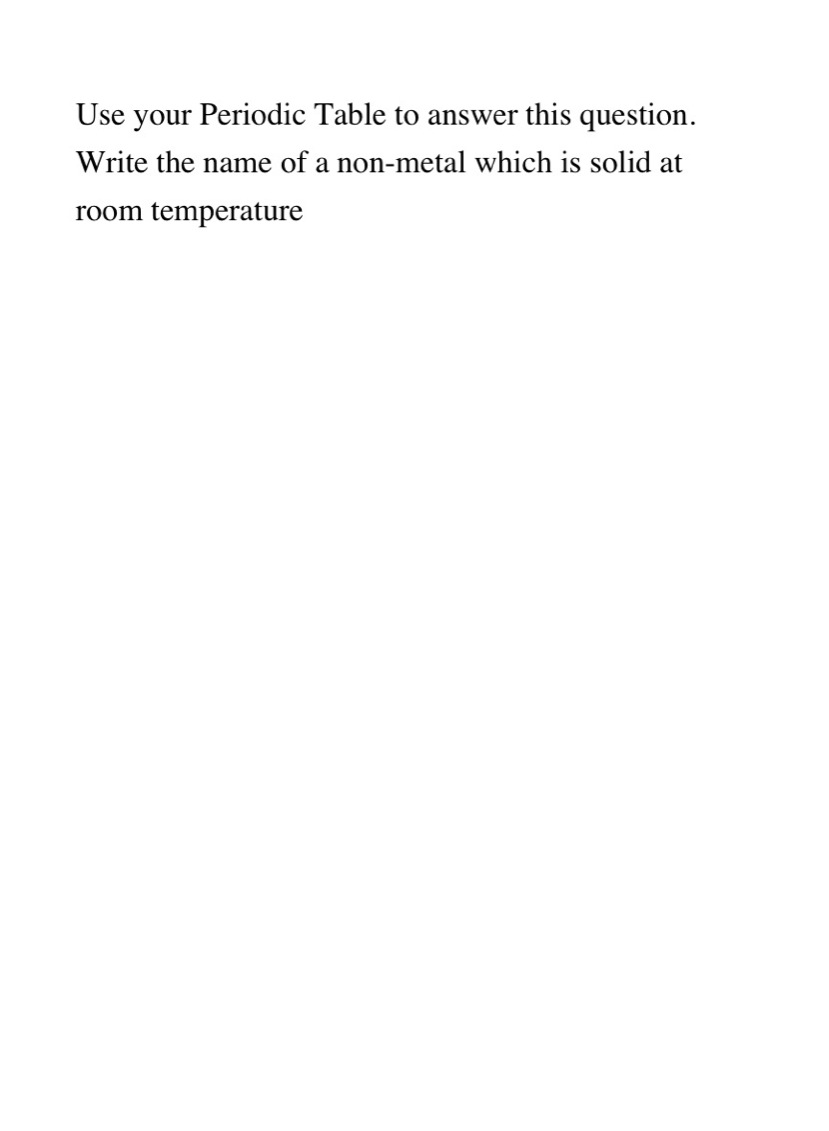 Use your Periodic Table to answer this question.
Write the name of a non-metal which is solid at
room temperature